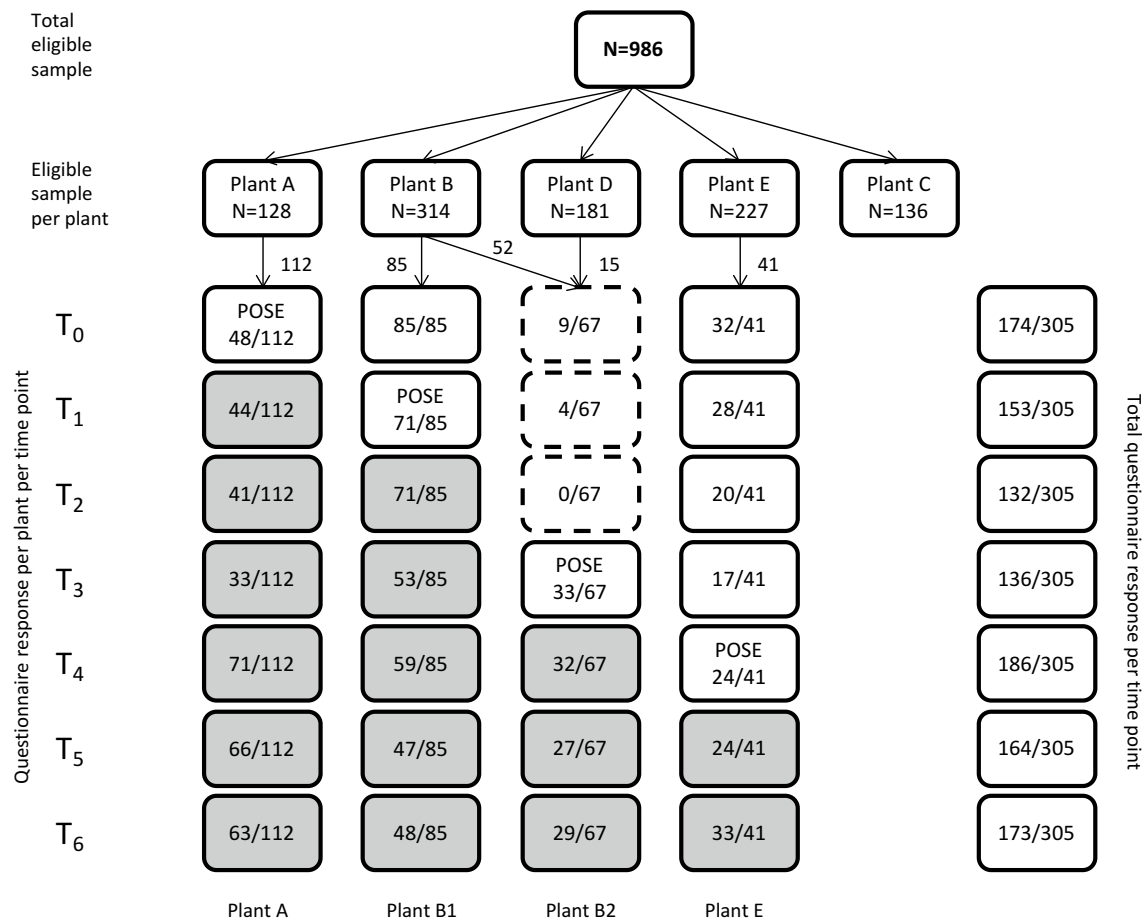 Total
eligible
sample
N=986
Eligible
sample
per plant
Plant A
N=128
Plant B
N=314
Plant D
N=181
Plant E
N=227
Plant C
N=136
112
85
52
15
41
Questionnaire response per plant per time point
T0
POSE
48/112
85/85
9/67
32/41
174/305
T1
44/112
POSE
71/85
4/67
28/41
153/305
T2
41/112
71/85
0/67
20/41
132/305
T3
33/112
53/85
POSE
33/67
17/41
136/305
T4
71/112
59/85
32/67
POSE
24/41
186/305
T5
66/112
47/85
27/67
24/41
164/305
T6
63/112
48/85
29/67
33/41
173/305
Total questionnaire response per time point
Plant A
Plant B1
Plant B2
Plant E